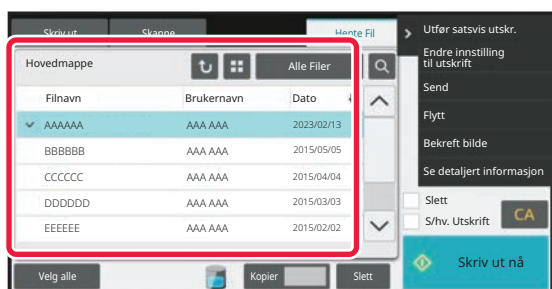 Skriv ut Skanne Hente Fil
Hovedmappe Alle Filer
Filnavn Brukernavn Dato
AAAAAA AAA AAA 2023/02/13
BBBBBB AAA AAA 2015/05/05
CCCCCC AAA AAA 2015/04/04
DDDDDD AAA AAA 2015/03/03
EEEEEE AAA AAA 2015/02/02
Velg alle Kopier Slett
Utfør satsvis utskr.
Endre innstilling
til utskrift
Send
Flytt
Bekreft bilde
Se detaljert informasjon
Slett
S/hv. Utskrift CA
Skriv ut nå